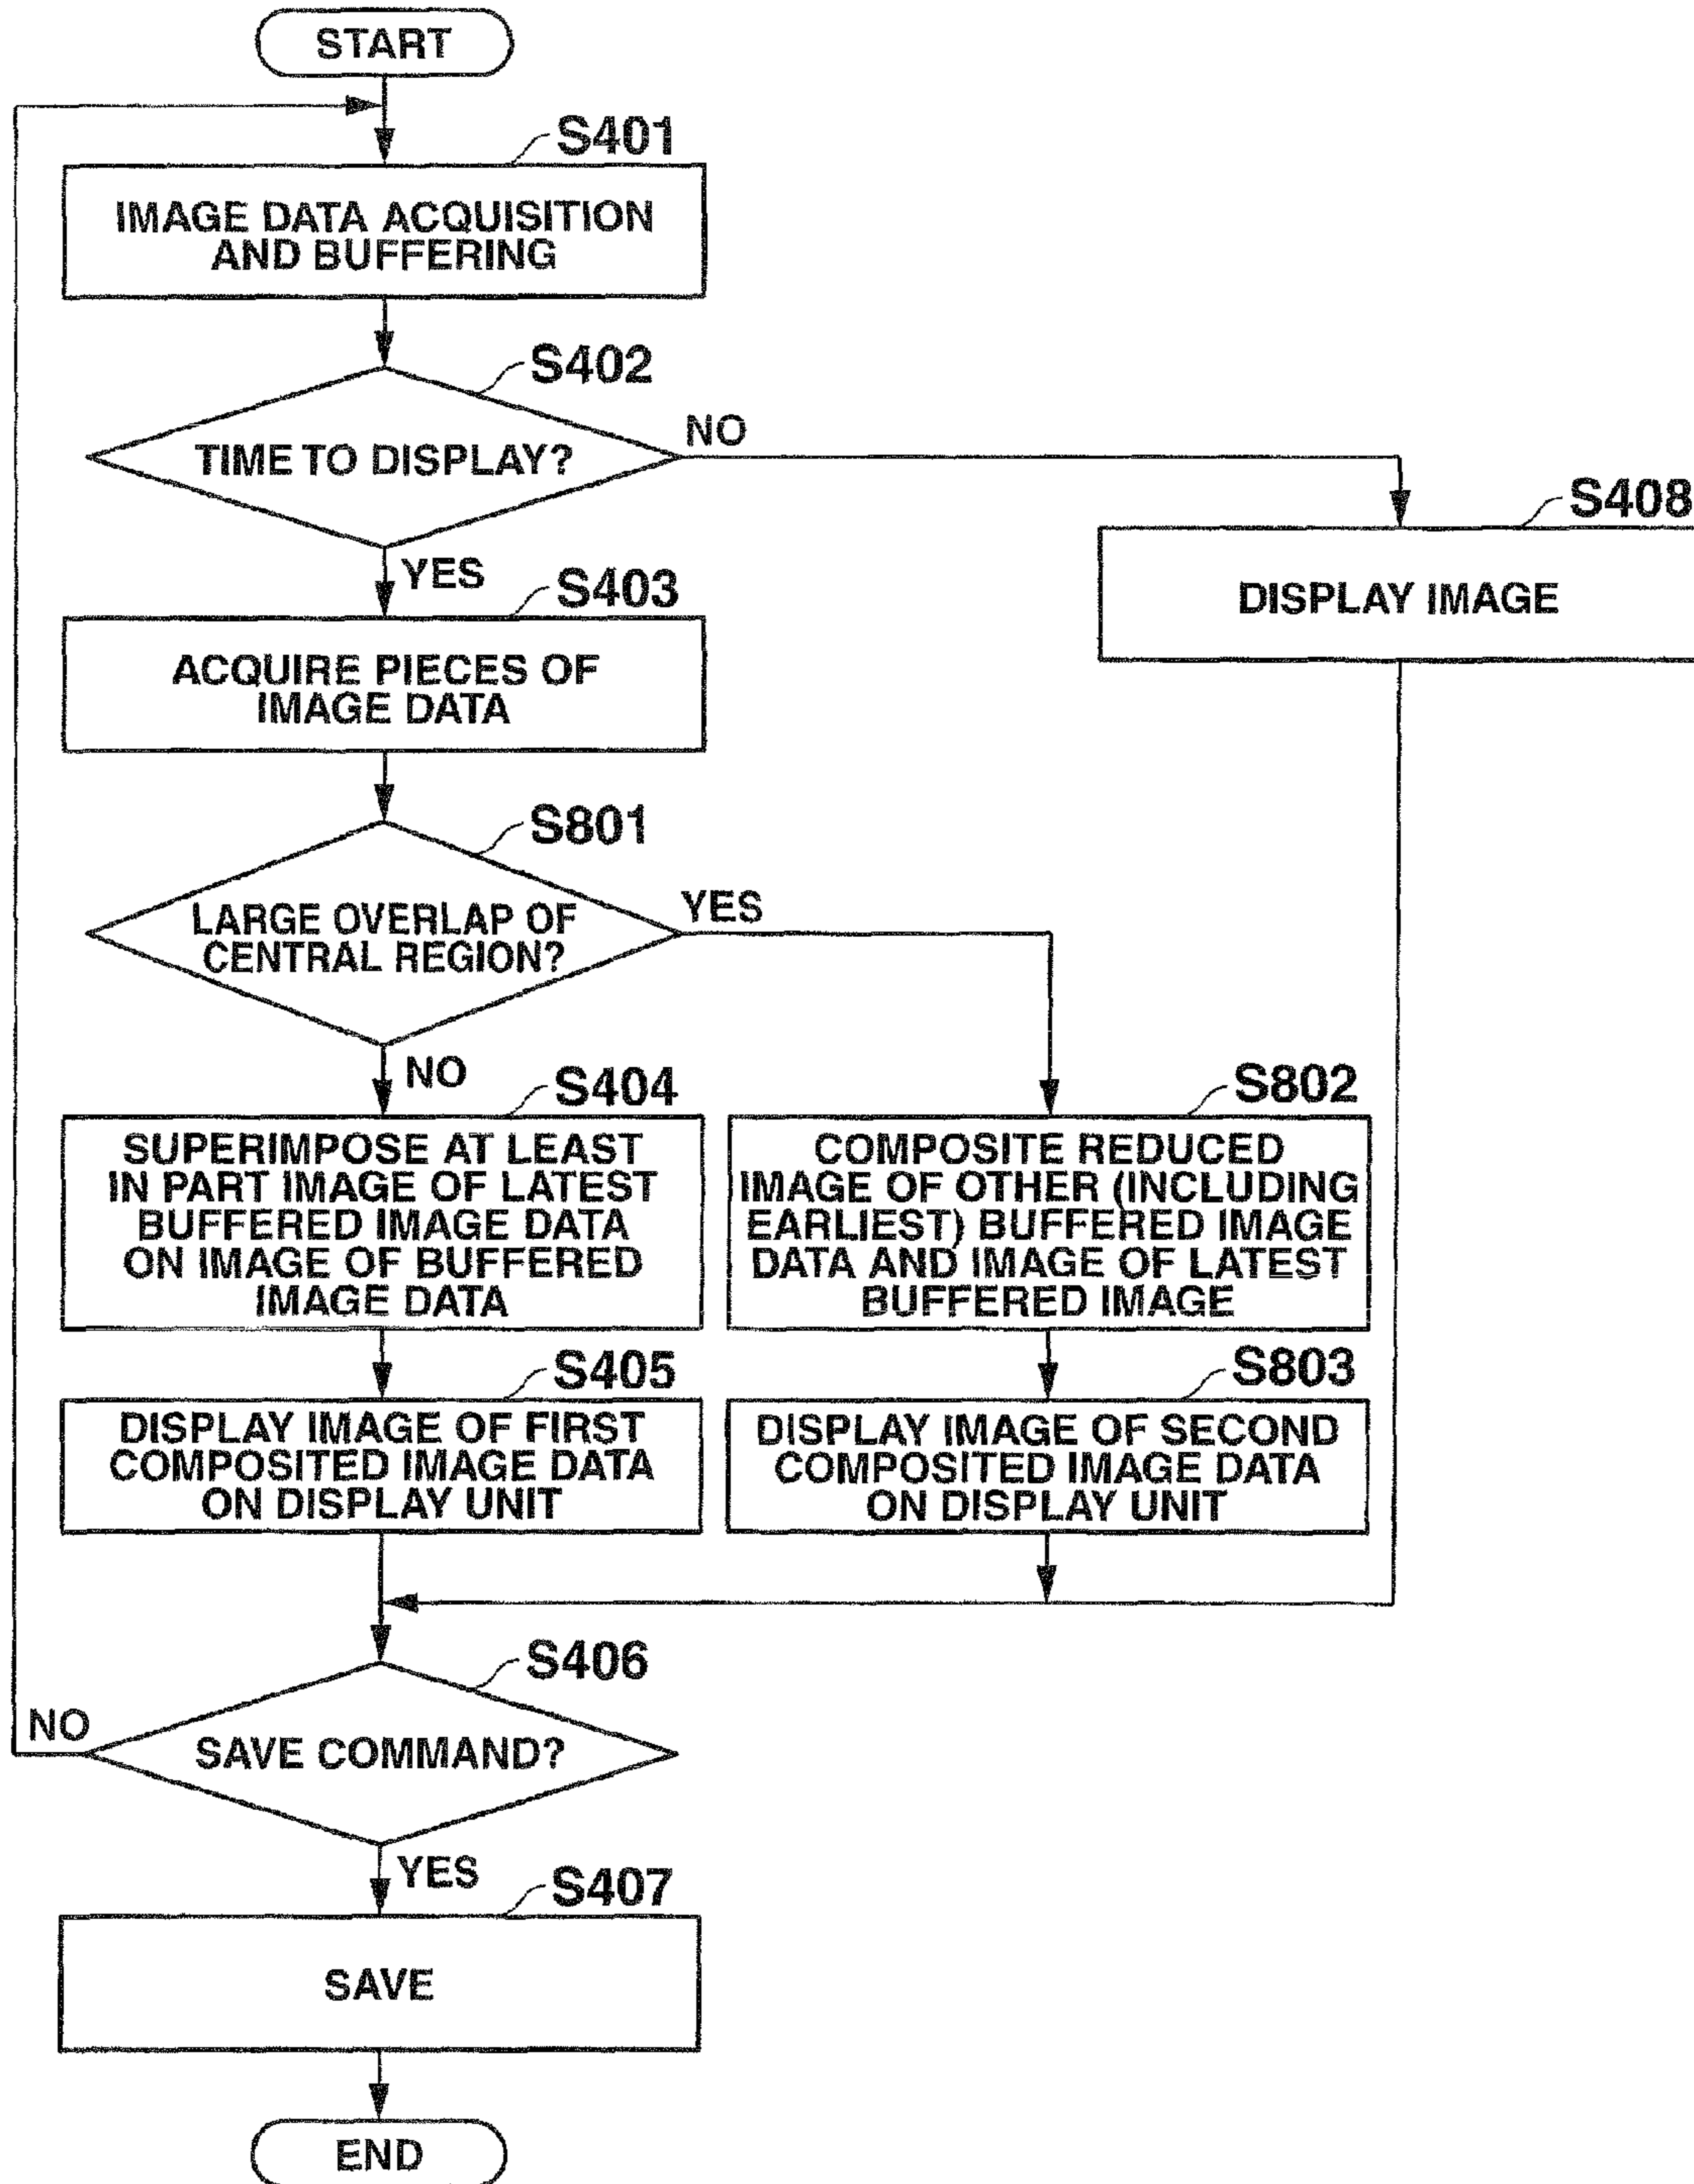 START
S401
IMAGE DATA ACQUISITION
AND BUFFERING
S402
TIME TO DISPLAY?
NO
S408
DISPLAY IMAGE
YES
S403
ACQUIRE PIECES OF
IMAGE DATA
S801
LARGE OVERLAP OF
CENTRAL REGION?
YES
NO
S404
SUPERIMPOSE AT LEAST
IN PART IMAGE OF LATEST
BUFFERED IMAGE DATA
ON IMAGE OF BUFFERED
IMAGE DATA
S802
COMPOSITE REDUCED
IMAGE OF OTHER (INCLUDING
EARLIEST) BUFFERED IMAGE
DATA AND IMAGE OF LATEST
BUFFERED IMAGE
S405
DISPLAY IMAGE OF FIRST
COMPOSITED IMAGE DATA
ON DISPLAY UNIT
S803
DISPLAY IMAGE OF SECOND
COMPOSITED IMAGE DATA
ON DISPLAY UNIT
S406
NO
SAVE COMMAND?
YES
S407
SAVE
END